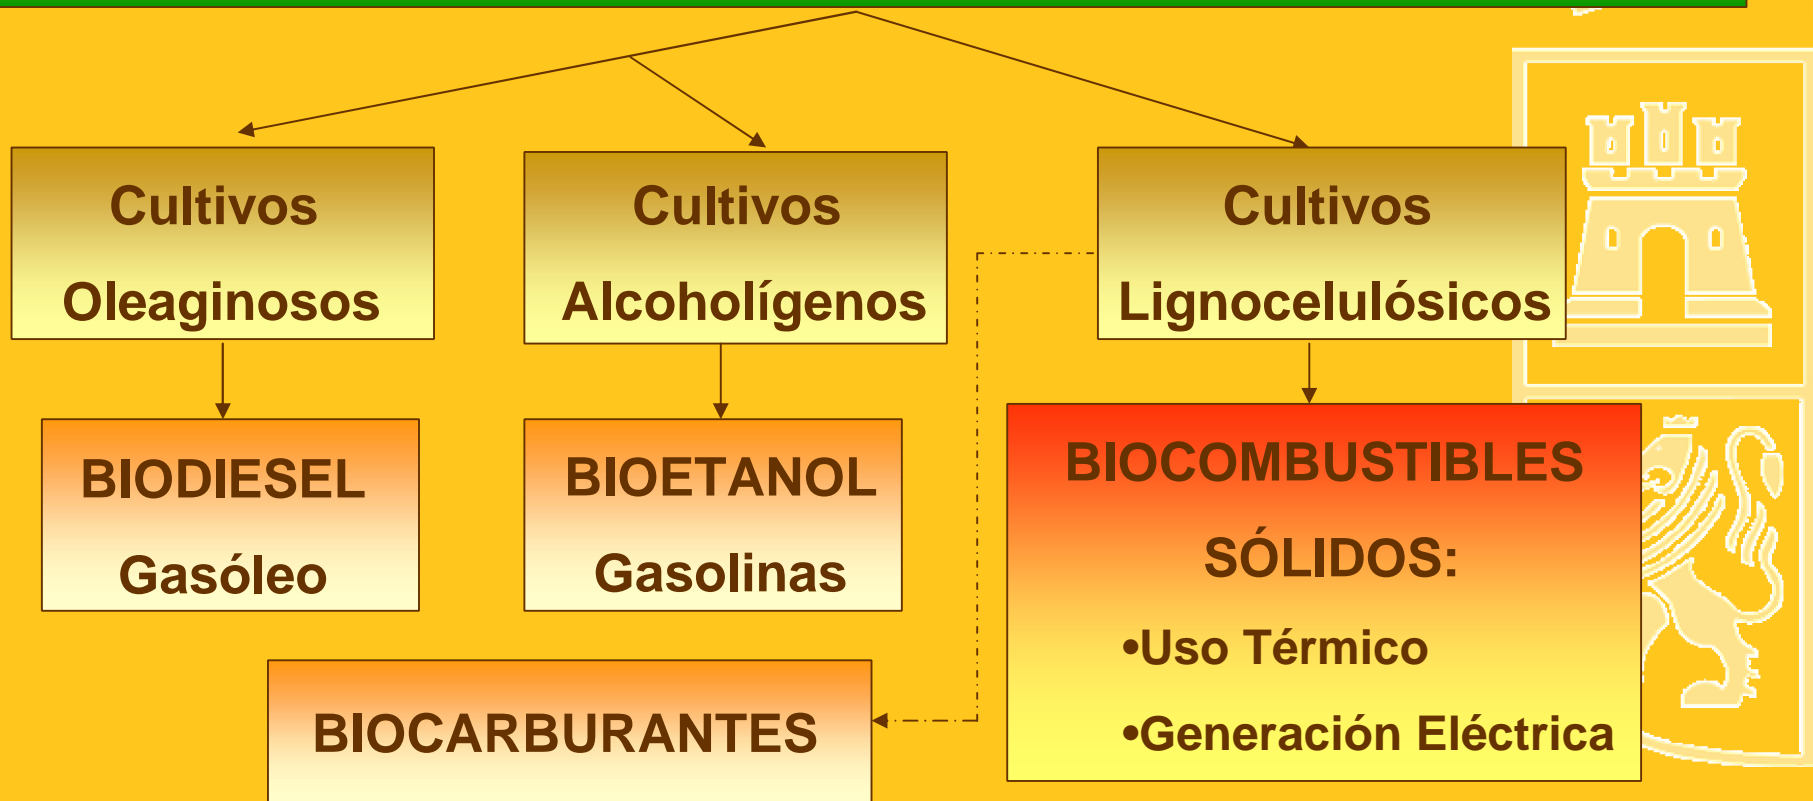 Cultivos
Oleaginosos
Cultivos
Alcoholígenos
Cultivos
Lignocelulósicos
BIODIESEL
Gasóleo
BIOETANOL
Gasolinas
BIOCOMBUSTIBLES
SÓLIDOS:
•Uso Térmico
•Generación Eléctrica
BIOCARBURANTES